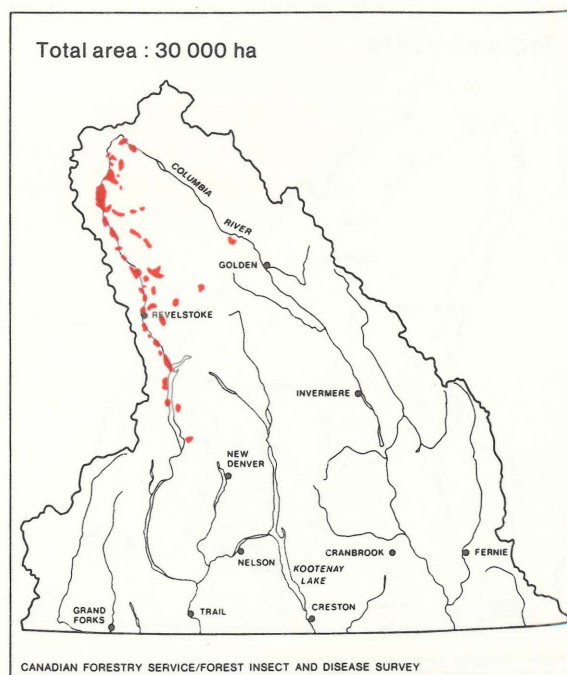 Total area : 30 000 ha
COLUMBIA
RIVER
GOLDEN
REVELSTOKE
INVERMERE
NEW
DENVER
NELSON
CRANBROOK
FERNIE
KOOTENAY
LAKE
GRAND
FORKS
TRAIL
CRESTON
CANADIAN FORESTRY SERVICE/FOREST INSECT AND DISEASE SURVEY